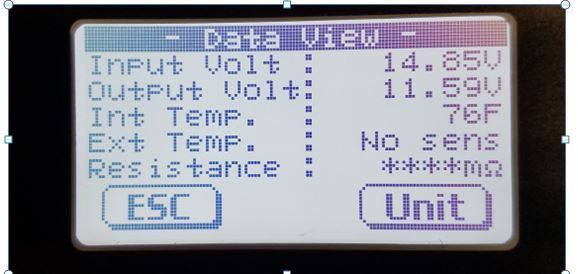 - Data View -
Input Volt : 14.85V
Output Volt: 11.59V
Int Temp. : 76F
Ext Temp. : No sens
Resistance : ****mΩ
ESC Unit